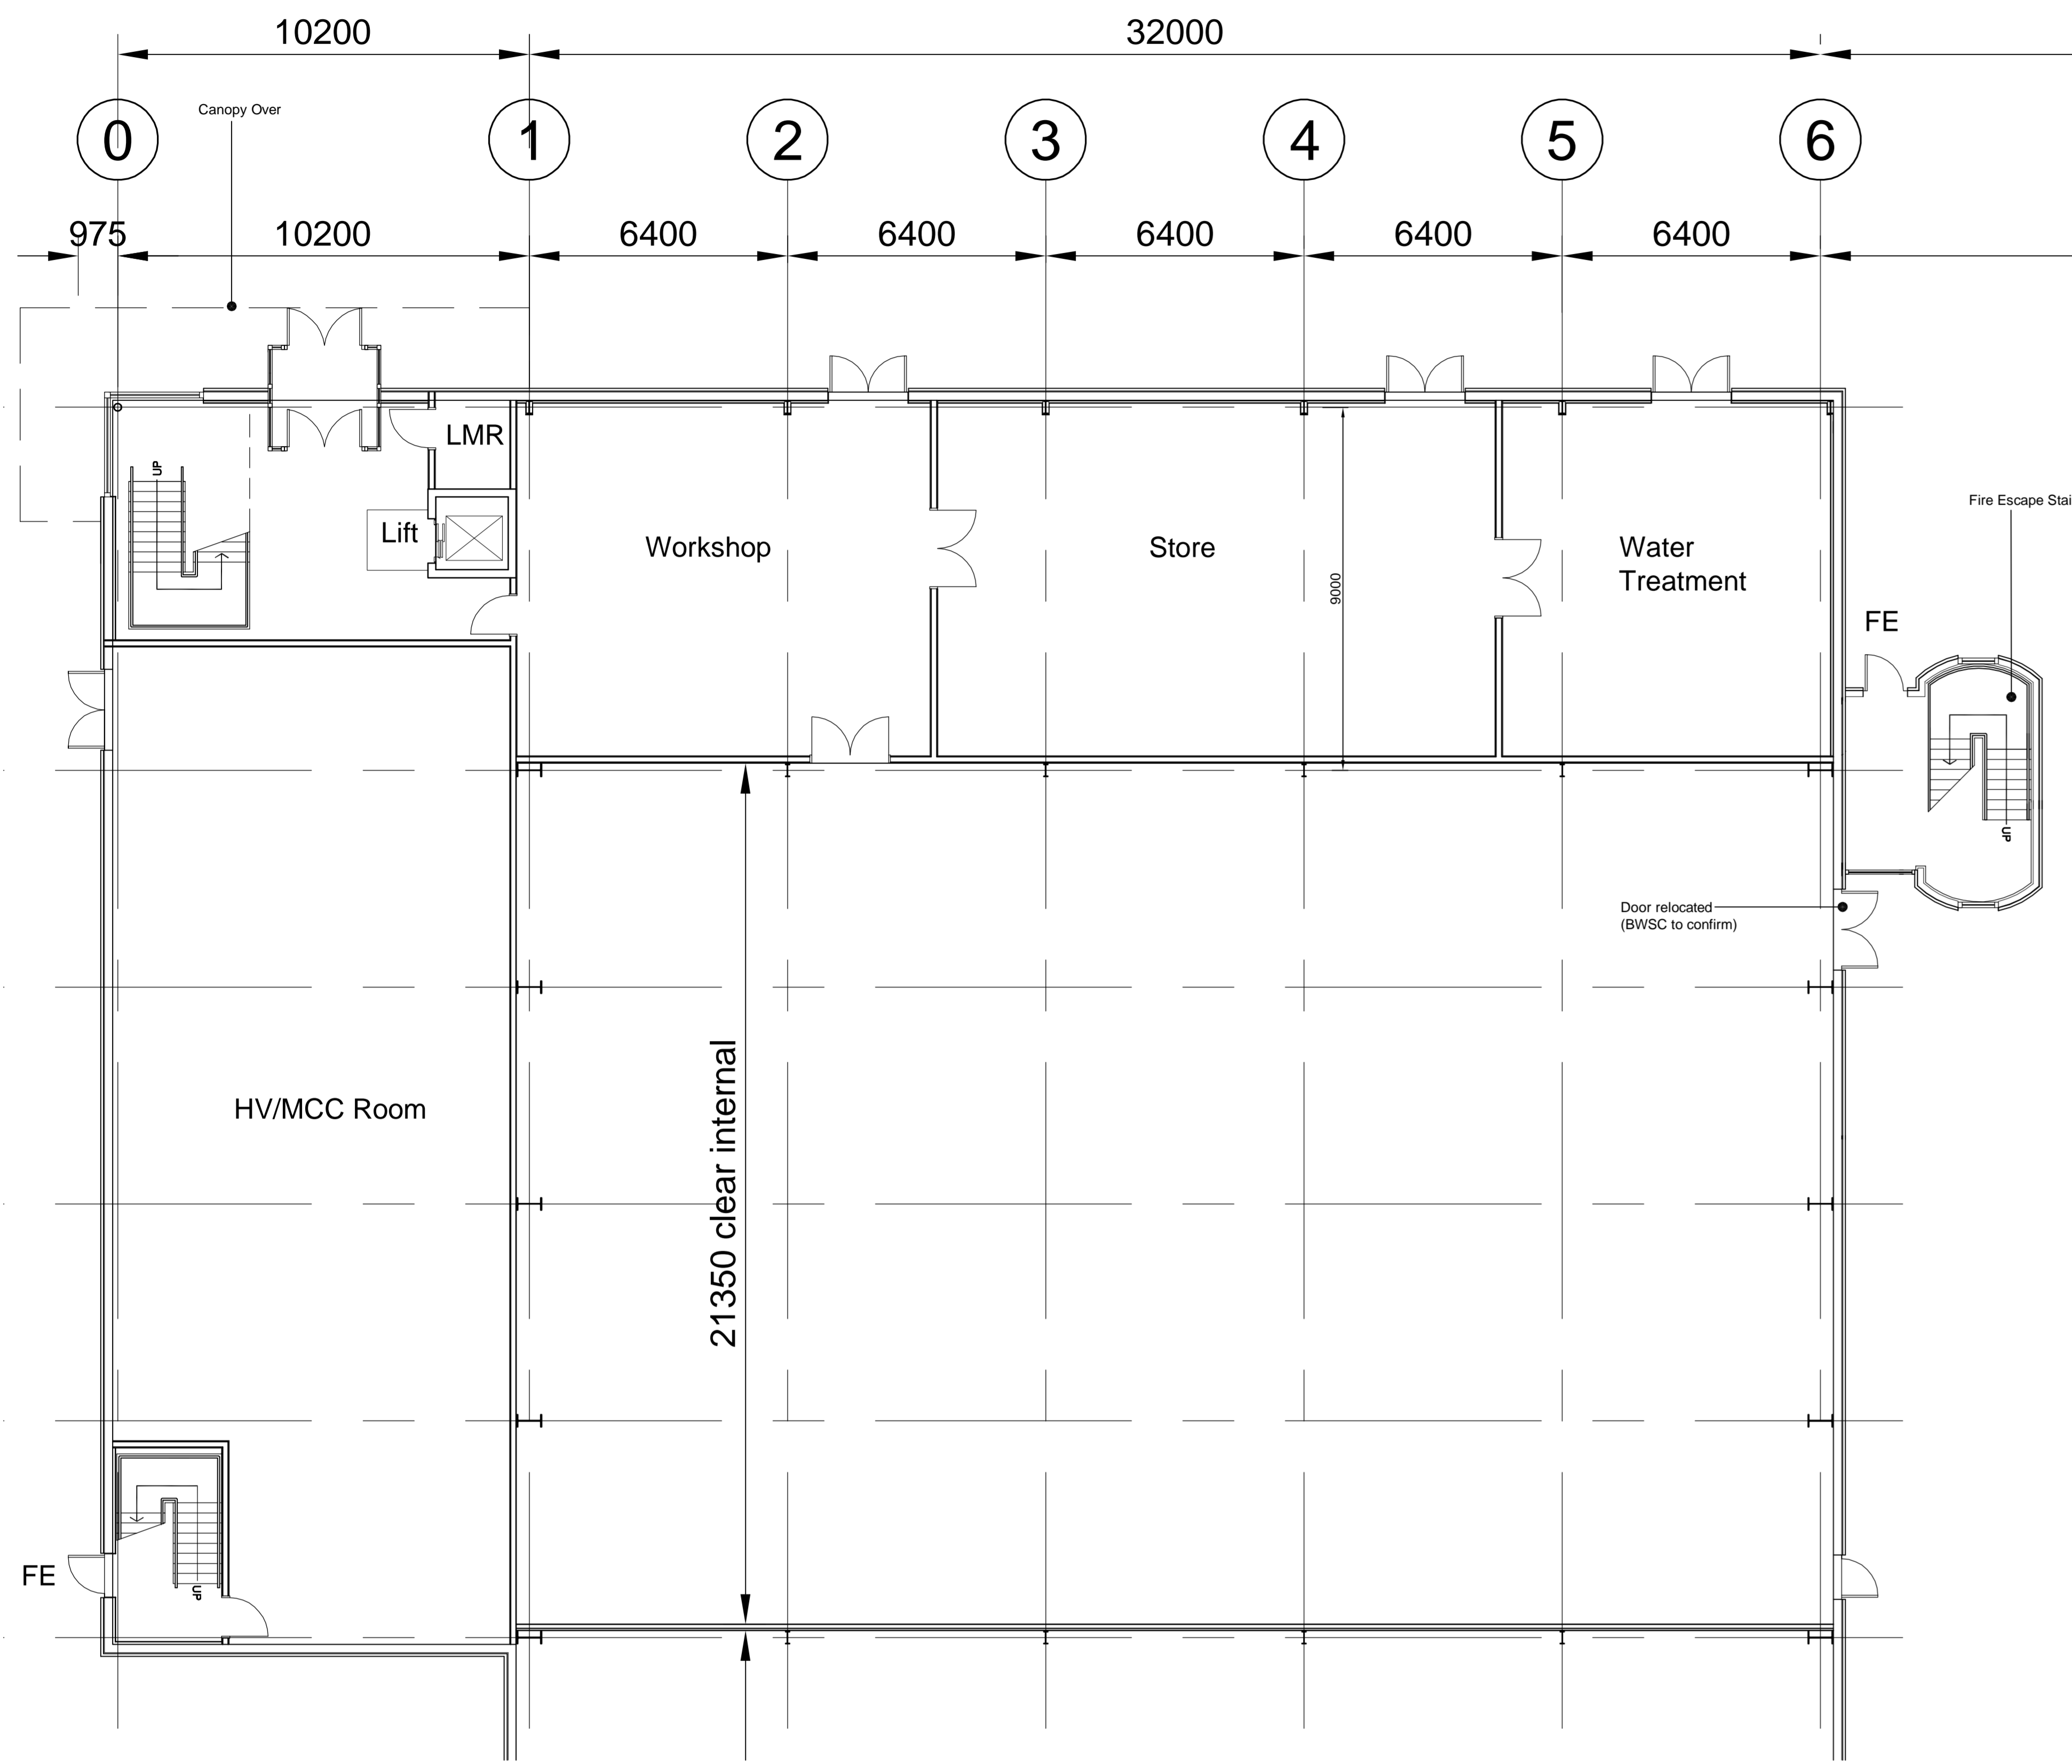 10200
32000
Canopy Over
0
1
2
3
4
5
6
975
10200
6400
6400
6400
6400
6400
LMR
UP
Lift
Workshop
Store
Water
Treatment
9000
Fire Escape Stai
FE
UP
Door relocated
(BWSC to confirm)
21350 clear internal
HV/MCC Room
FE
UP